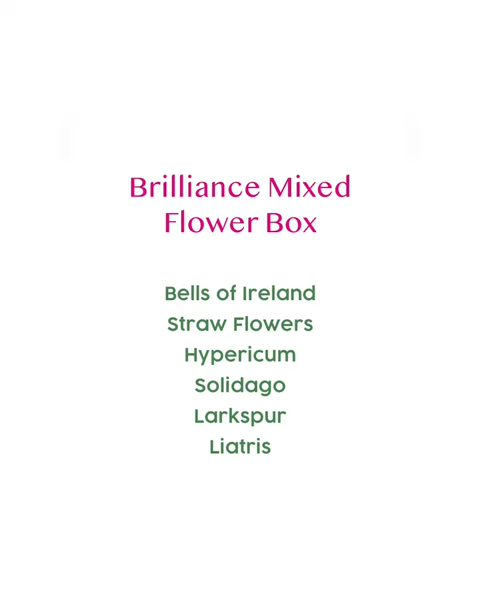 Brilliance Mixed
Flower Box
Bells of Ireland
Straw Flowers
Hypericum
Solidago
Larkspur
Liatris